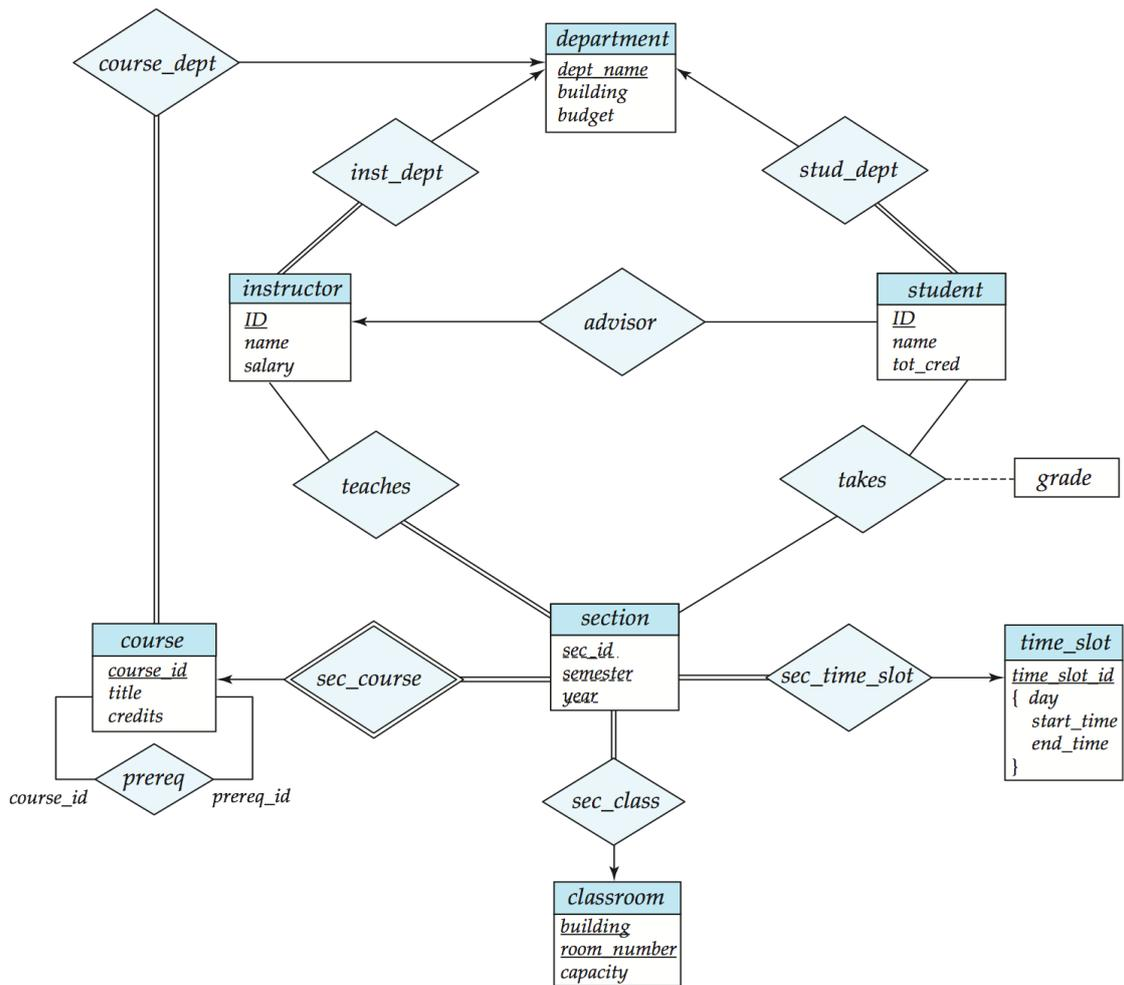 course_dept
department
dept_name
building
budget
inst_dept
stud_dept
instructor
ID
name
salary
advisor
student
ID
name
tot_cred
teaches
takes
grade
course
course_id
title
credits
sec_course
section
sec_id
semester
year
sec_time_slot
time_slot
time_slot_id
{ day
start_time
end_time
}
prereq
course_id
prereq_id
sec_class
classroom
building
room_number
capacity